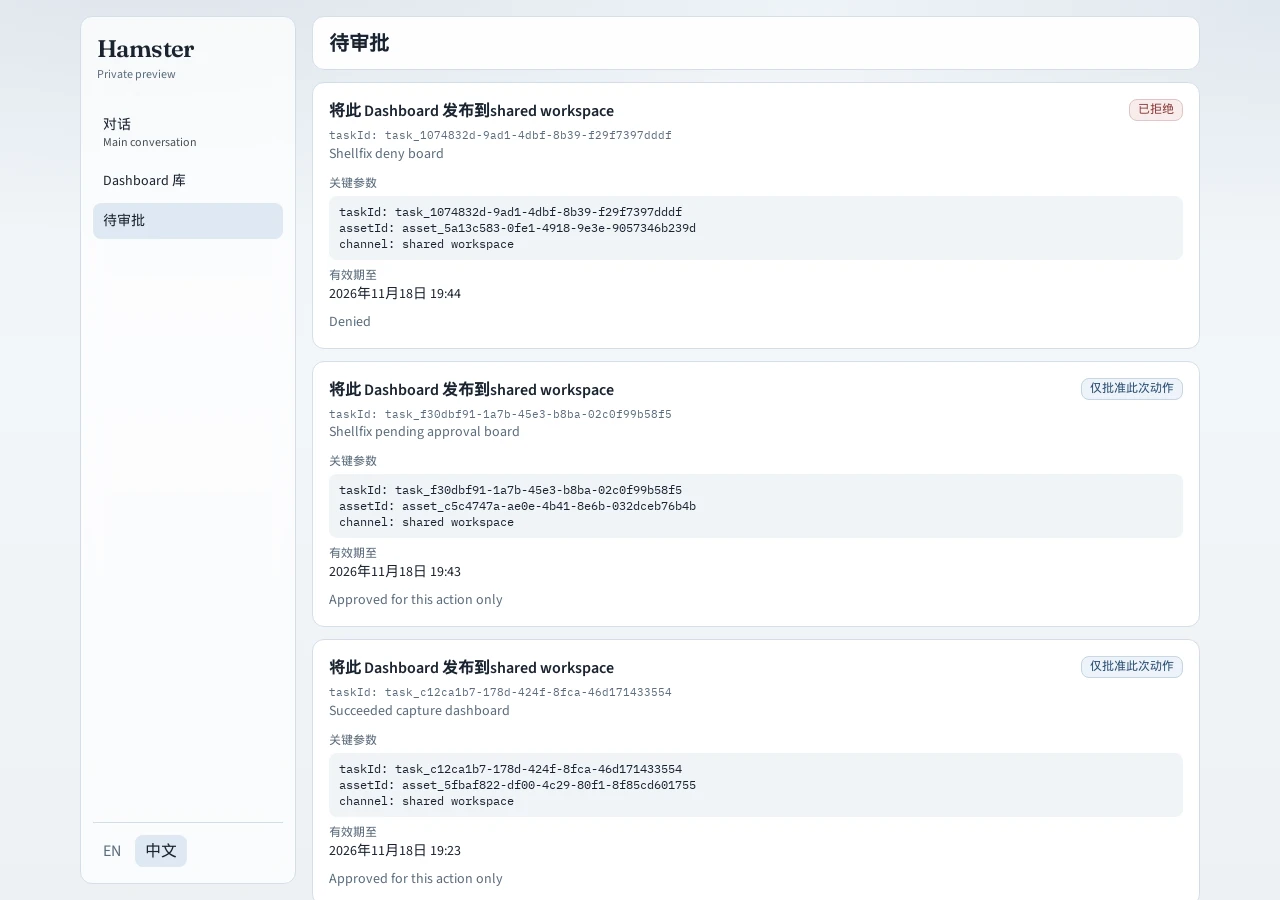 Hamster
Private preview
对话
Main conversation
Dashboard 库
待审批
EN 中文
待审批
将此 Dashboard 发布到shared workspace
已拒绝
taskId: task_1074832d-9ad1-4dbf-8b39-f29f7397dddf
Shellfix deny board
关键参数
taskId: task_1074832d-9ad1-4dbf-8b39-f29f7397dddf
assetId: asset_5a13c583-0fe1-4918-9e3e-9057346b239d
channel: shared workspace
有效期至
2026年11月18日 19:44
Denied
将此 Dashboard 发布到shared workspace
仅批准此次动作
taskId: task_f30dbf91-1a7b-45e3-b8ba-02c0f99b58f5
Shellfix pending approval board
关键参数
taskId: task_f30dbf91-1a7b-45e3-b8ba-02c0f99b58f5
assetId: asset_c5c4747a-ae0e-4b41-8e6b-032dceb76b4b
channel: shared workspace
有效期至
2026年11月18日 19:43
Approved for this action only
将此 Dashboard 发布到shared workspace
仅批准此次动作
taskId: task_c12ca1b7-178d-424f-8fca-46d171433554
Succeeded capture dashboard
关键参数
taskId: task_c12ca1b7-178d-424f-8fca-46d171433554
assetId: asset_5fbaf822-df00-4c29-80f1-8f85cd601755
channel: shared workspace
有效期至
2026年11月18日 19:23
Approved for this action only